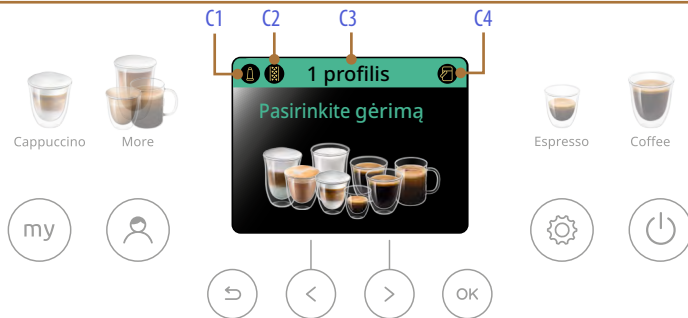 C1 C2 C3 C4
1 profilis
Pasirinkite gėrimą
Cappuccino More Espresso Coffee
my
OK